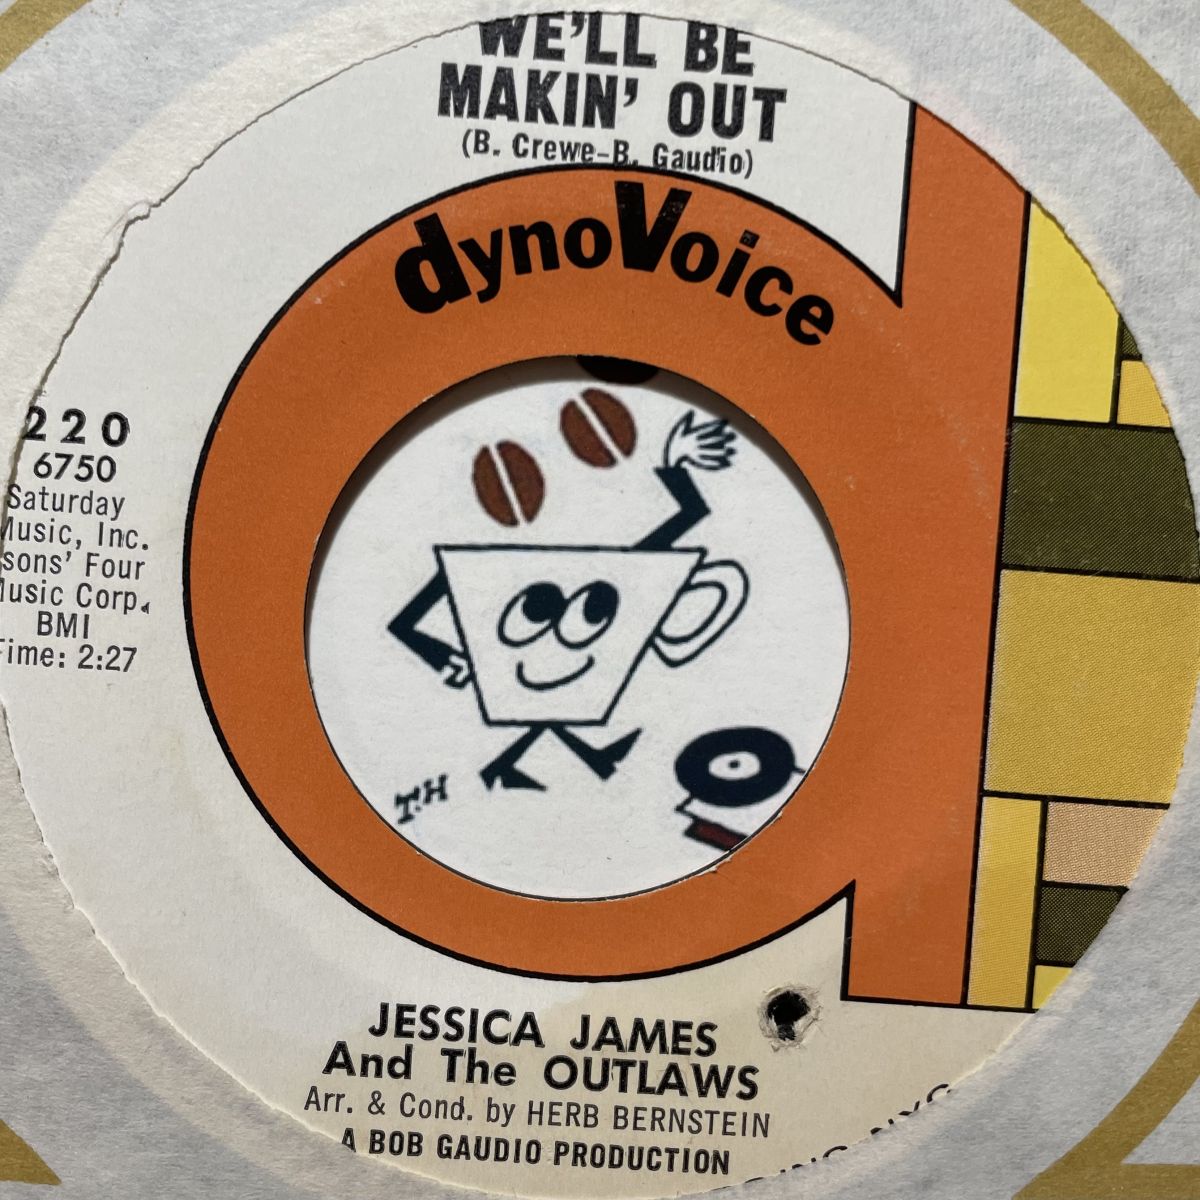 WE'LL BE
MAKIN' OUT
(B. Crewe-B. Gaudio)
dynoVoice
220
6750
Saturday
Music, Inc.
sons' Four
Music Corp.
BMI
Time: 2:27
T.H
JESSICA JAMES
And The OUTLAWS
Arr. & Cond. by HERB BERNSTEIN
A BOB GAUDIO PRODUCTION